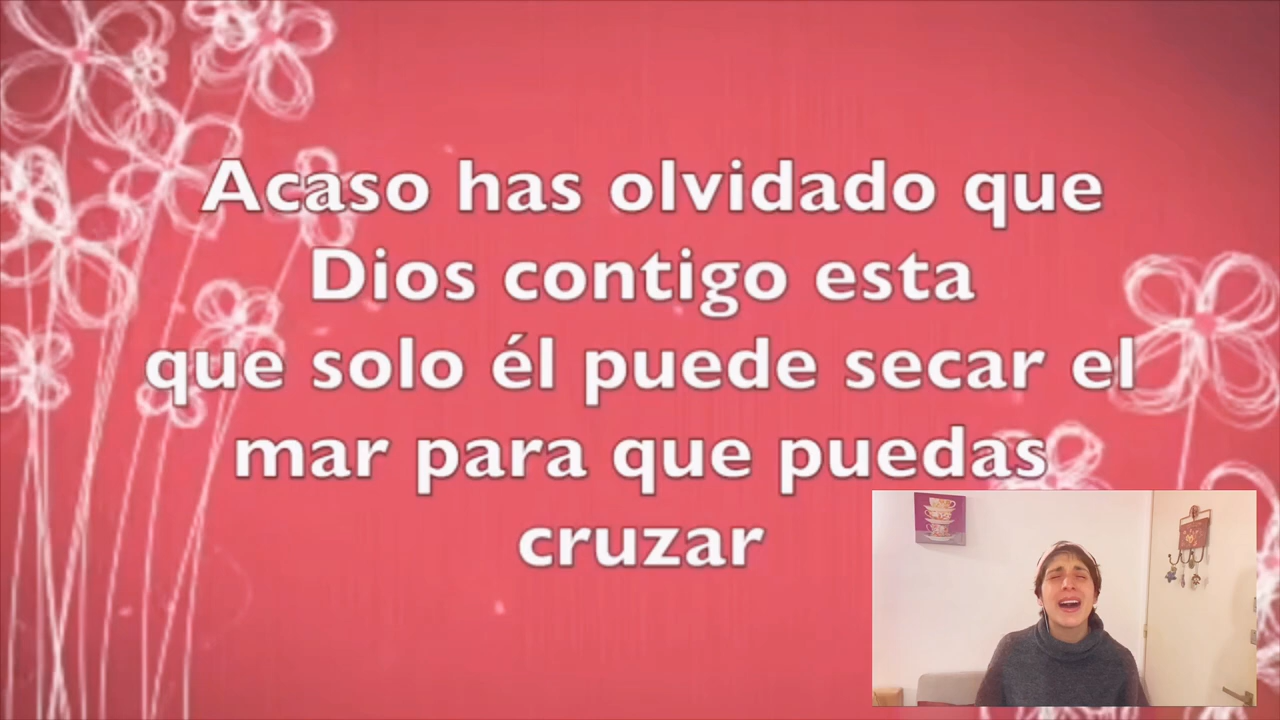 Acaso has olvidado que
Dios contigo esta
que solo él puede secar el
mar para que puedas
cruzar